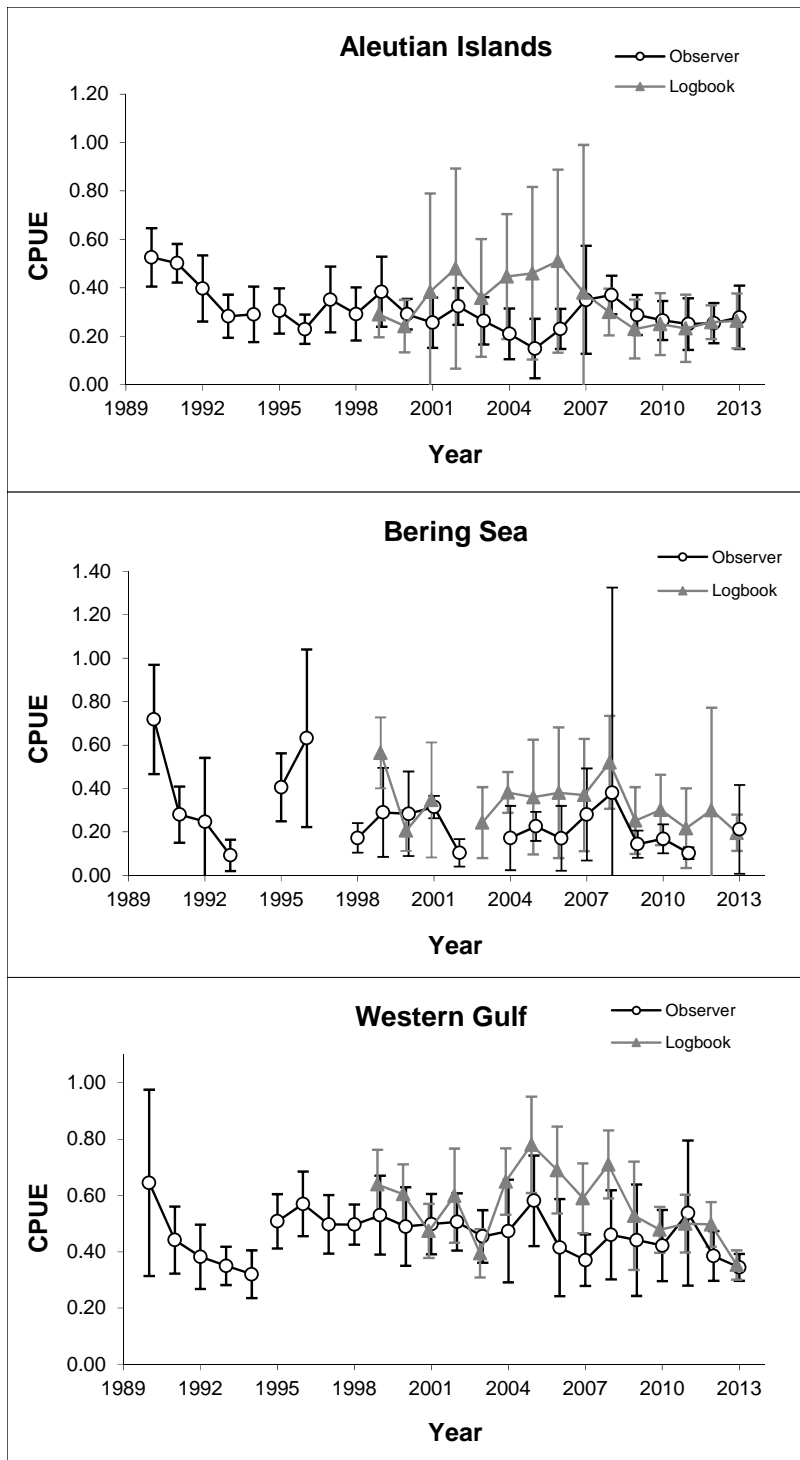 Aleutian Islands
Observer
Logbook
1.20
1.00
0.80
0.60
0.40
0.20
0.00
CPUE
1989 1992 1995 1998 2001 2004 2007 2010 2013
Year
Bering Sea
Observer
Logbook
1.40
1.20
1.00
0.80
0.60
0.40
0.20
0.00
CPUE
1989 1992 1995 1998 2001 2004 2007 2010 2013
Year
Western Gulf
Observer
Logbook
1.00
0.80
0.60
0.40
0.20
0.00
CPUE
1989 1992 1995 1998 2001 2004 2007 2010 2013
Year